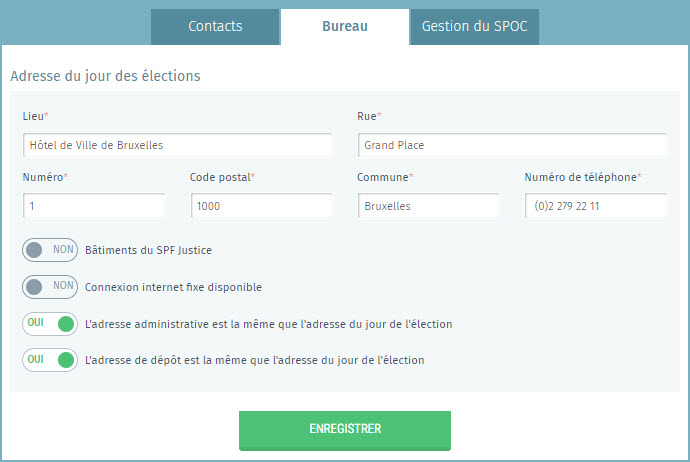 Contacts Bureau Gestion du SPOC
Adresse du jour des élections
Lieu* Rue*
Hôtel de Ville de Bruxelles Grand Place
Numéro* Code postal* Commune* Numéro de téléphone*
1 1000 Bruxelles (0)2 279 22 11
NON Bâtiments du SPF Justice
NON Connexion internet fixe disponible
OUI L'adresse administrative est la même que l'adresse du jour de l'élection
OUI L'adresse de dépôt est la même que l'adresse du jour de l'élection
ENREGISTRER